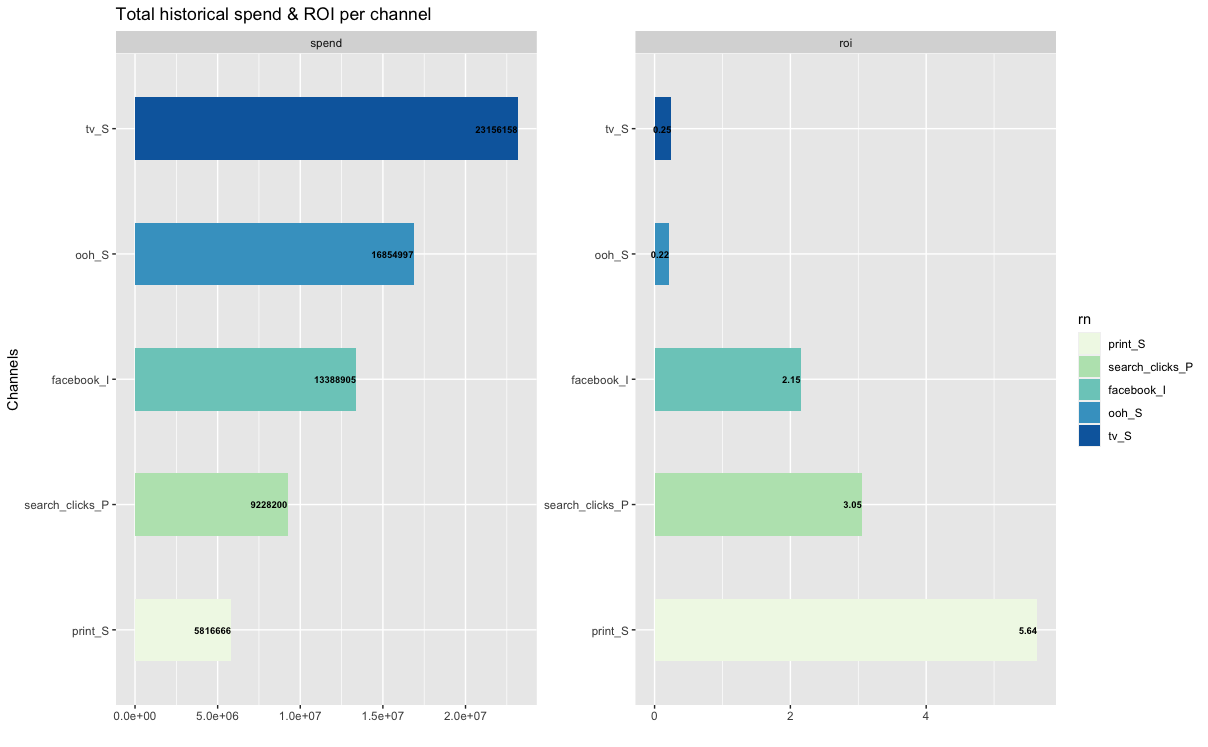 Total historical spend & ROI per channel
spend
roi
Channels
tv_S
23156158
ooh_S
16854997
facebook_I
13388905
search_clicks_P
9228200
print_S
5816666
0.0e+00 5.0e+06 1.0e+07 1.5e+07 2.0e+07
tv_S
0.25
ooh_S
0.22
facebook_I
2.15
search_clicks_P
3.05
print_S
5.64
0 2 4
rn
print_S
search_clicks_P
facebook_I
ooh_S
tv_S